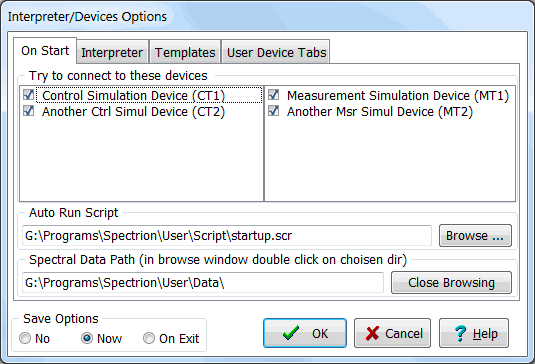 Interpreter/Devices Options
On Start Interpreter Templates User Device Tabs
Try to connect to these devices
Control Simulation Device (CT1) Measurement Simulation Device (MT1)
Another Ctrl Simul Device (CT2) Another Msr Simul Device (MT2)
Auto Run Script
G:\Programs\Spectrion\User\Script\startup.scr Browse ...
Spectral Data Path (in browse window double click on choisen dir)
G:\Programs\Spectrion\User\Data\ Close Browsing
Save Options
No Now On Exit OK Cancel Help